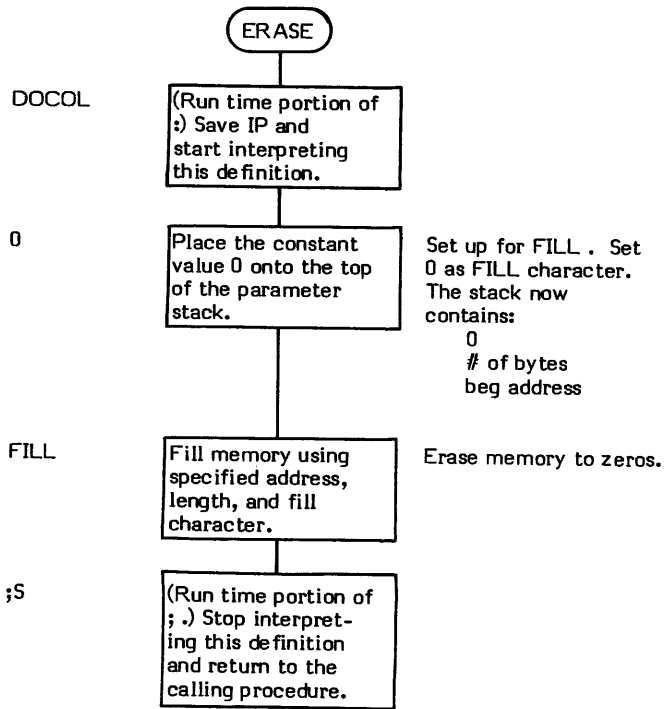 ERASE
DOCOL
(Run time portion of
:) Save IP and
start interpreting
this definition.
0
Place the constant
value 0 onto the top
of the parameter
stack.
Set up for FILL . Set
0 as FILL character.
The stack now
contains:
0
# of bytes
beg address
FILL
Fill memory using
specified address,
length, and fill
character.
Erase memory to zeros.
;S
(Run time portion of
; .) Stop interpret-
ing this definition
and return to the
calling procedure.